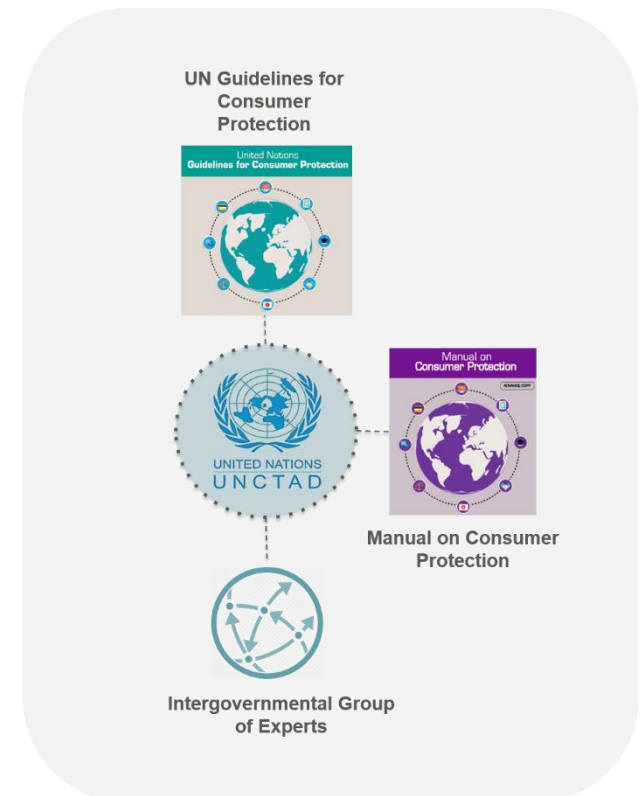 UN Guidelines for
Consumer
Protection
United Nations
Guidelines for Consumer Protection
Manual on
Consumer Protection
ADVANCE COPY
UNITED NATIONS
UNCTAD
Manual on Consumer
Protection
Intergovernmental Group
of Experts